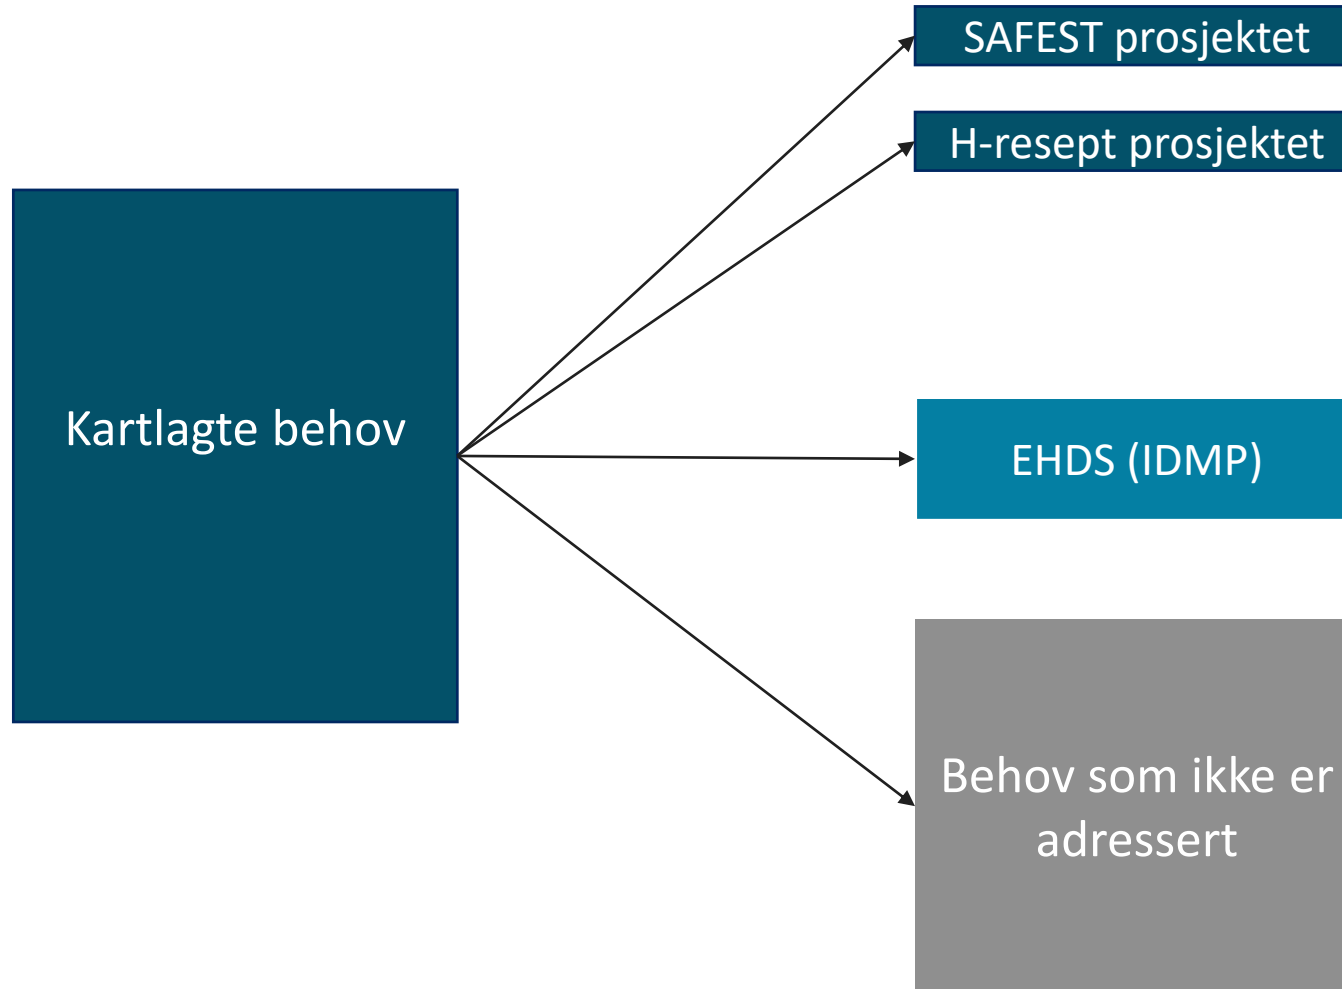 SAFEST prosjektet
H-resept prosjektet
Kartlagte behov
EHDS (IDMP)
Behov som ikke er
adressert